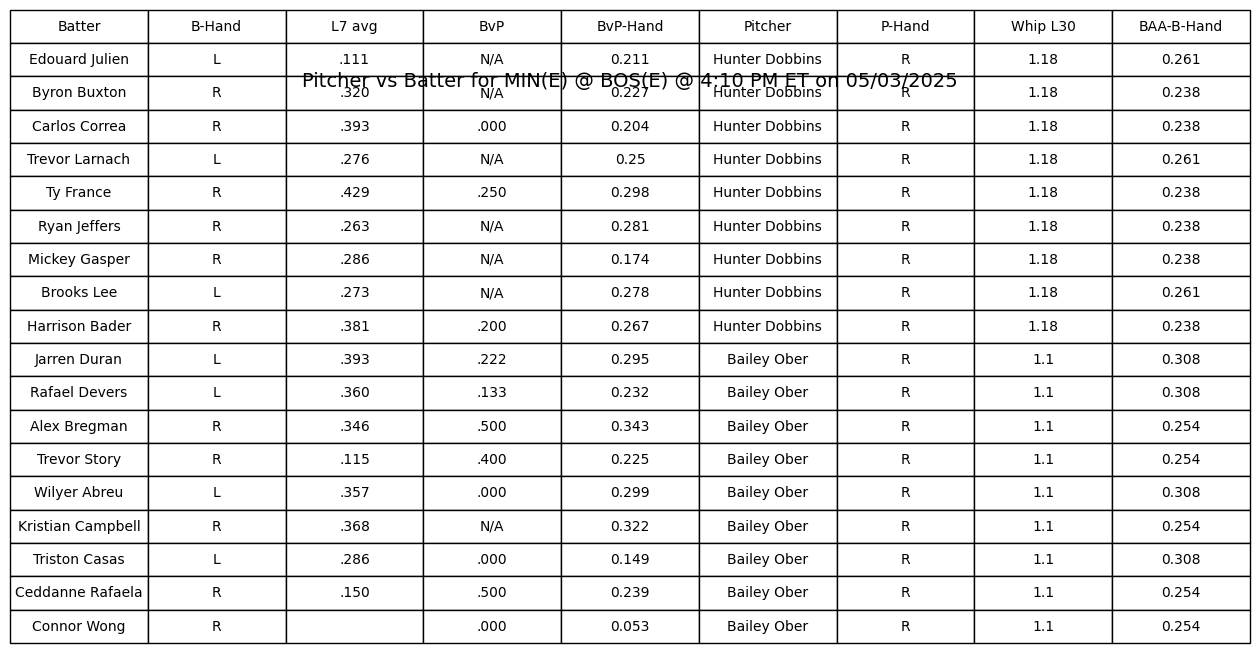 Batter B-Hand L7 avg BvP BvP-Hand Pitcher P-Hand Whip L30 BAA-B-Hand
Edouard Julien L .111 N/A 0.211 Hunter Dobbins R 1.18 0.261
Pitcher vs Batter for MIN(E) @ BOS(E) @ 4:10 PM ET on 05/03/2025
Byron Buxton R .320 N/A 0.227 Hunter Dobbins R 1.18 0.238
Carlos Correa R .393 .000 0.204 Hunter Dobbins R 1.18 0.238
Trevor Larnach L .276 N/A 0.25 Hunter Dobbins R 1.18 0.261
Ty France R .429 .250 0.298 Hunter Dobbins R 1.18 0.238
Ryan Jeffers R .263 N/A 0.281 Hunter Dobbins R 1.18 0.238
Mickey Gasper R .286 N/A 0.174 Hunter Dobbins R 1.18 0.238
Brooks Lee L .273 N/A 0.278 Hunter Dobbins R 1.18 0.261
Harrison Bader R .381 .200 0.267 Hunter Dobbins R 1.18 0.238
Jarren Duran L .393 .222 0.295 Bailey Ober R 1.1 0.308
Rafael Devers L .360 .133 0.232 Bailey Ober R 1.1 0.308
Alex Bregman R .346 .500 0.343 Bailey Ober R 1.1 0.254
Trevor Story R .115 .400 0.225 Bailey Ober R 1.1 0.254
Wilyer Abreu L .357 .000 0.299 Bailey Ober R 1.1 0.308
Kristian Campbell R .368 N/A 0.322 Bailey Ober R 1.1 0.254
Triston Casas L .286 .000 0.149 Bailey Ober R 1.1 0.308
Ceddanne Rafaela R .150 .500 0.239 Bailey Ober R 1.1 0.254
Connor Wong R .000 0.053 Bailey Ober R 1.1 0.254